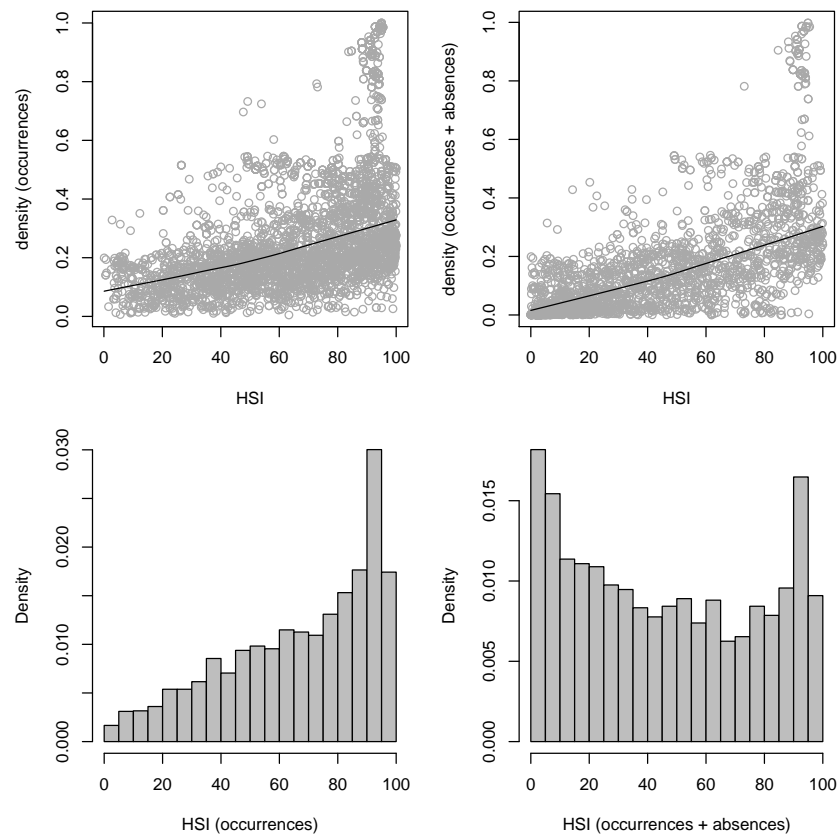 density (occurrences)
0.0 0.2 0.4 0.6 0.8 1.0
0 20 40 60 80 100
HSI
density (occurrences + absences)
0.0 0.2 0.4 0.6 0.8 1.0
0 20 40 60 80 100
HSI
Density
0.000 0.010 0.020 0.030
0 20 40 60 80 100
HSI (occurrences)
Density
0.000 0.005 0.010 0.015
0 20 40 60 80 100
HSI (occurrences + absences)